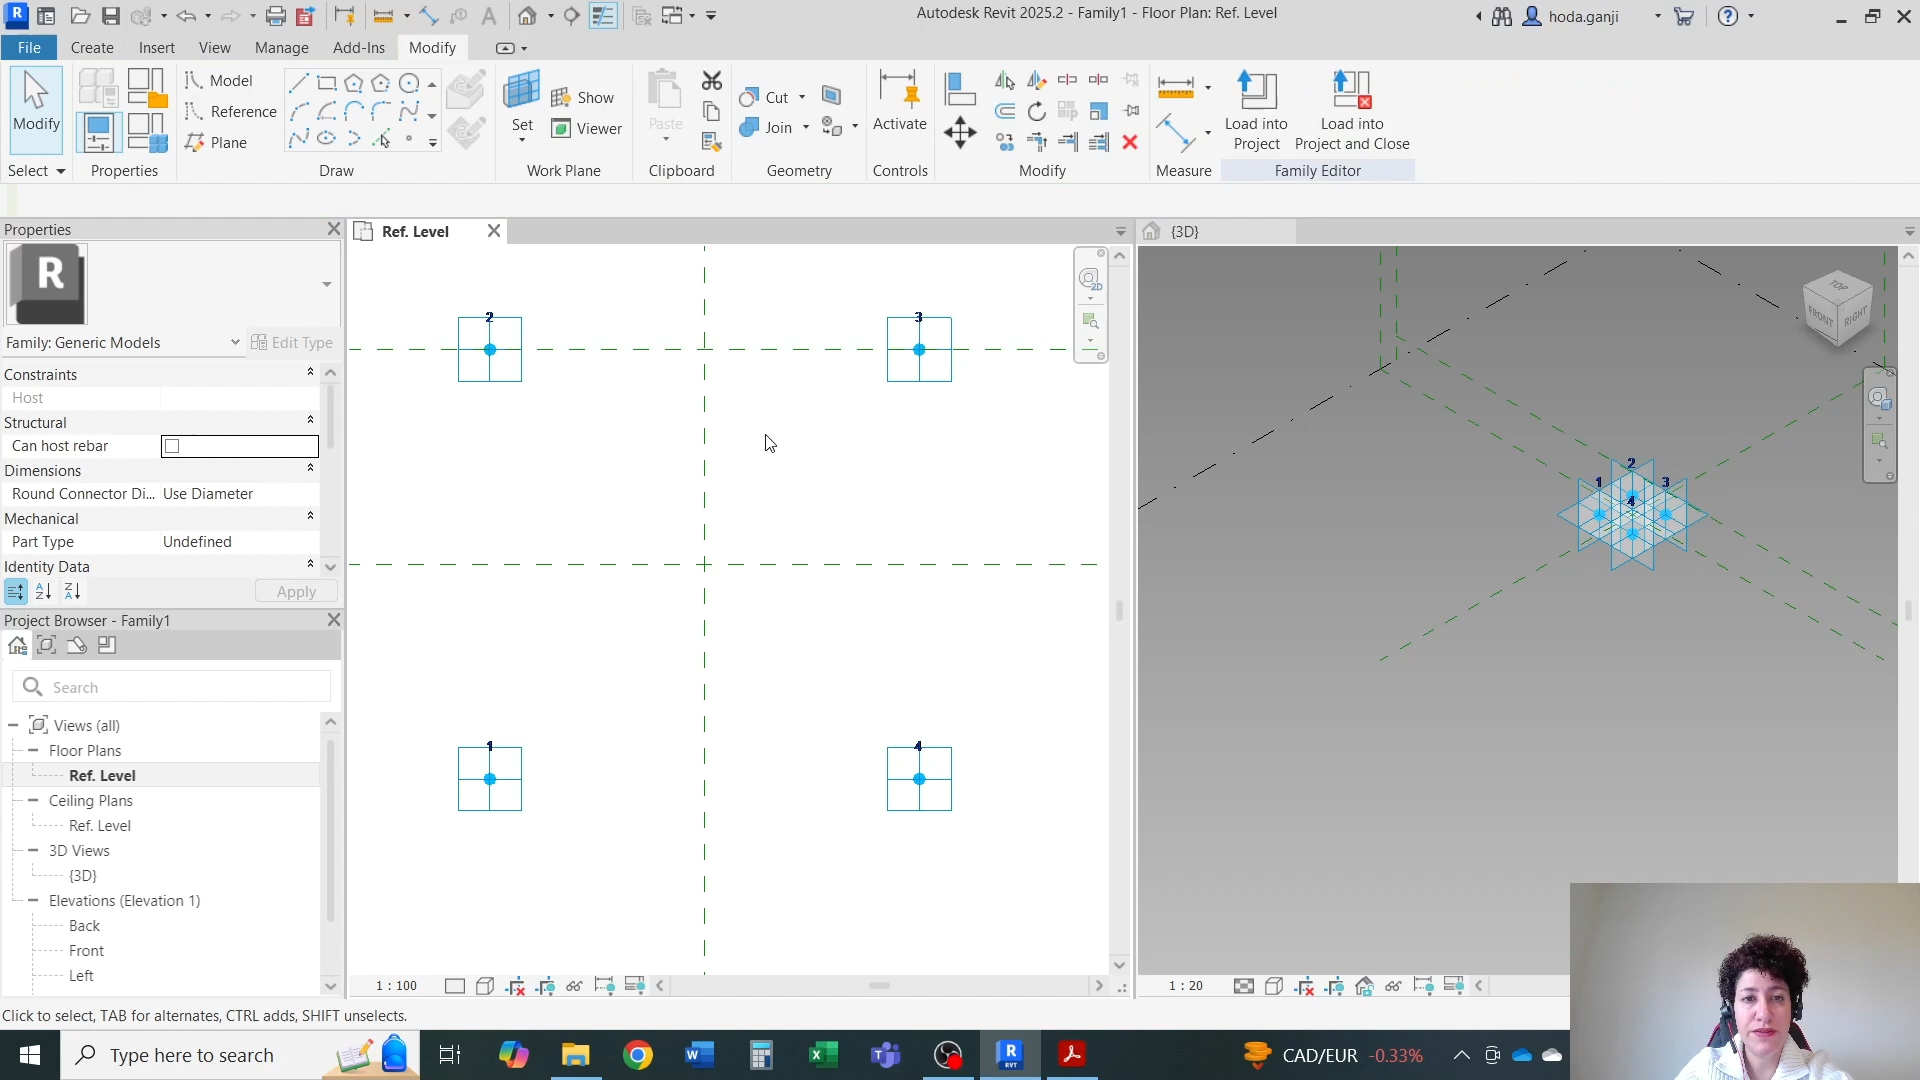 R
Autodesk Revit 2025.2 - Family1 - Floor Plan: Ref. Level
hoda.ganji
File
Create
Insert
View
Manage
Add-Ins
Modify
Modify
Select
Properties
Model
Reference
Plane
Draw
Set
Show
Viewer
Work Plane
Paste
Clipboard
Cut
Join
Geometry
Activate
Controls
Modify
Measure
Load into
Project
Load into
Project and Close
Family Editor
Properties
R
Family: Generic Models
Edit Type
Constraints
Host
Structural
Can host rebar
Dimensions
Round Connector Di...
Use Diameter
Mechanical
Part Type
Undefined
Identity Data
Apply
Project Browser - Family1
Search
Views (all)
Floor Plans
Ref. Level
Ceiling Plans
Ref. Level
3D Views
{3D}
Elevations (Elevation 1)
Back
Front
Left
Ref. Level
2
3
1
4
2D
1 : 100
{3D}
TOP
FRONT
RIGHT
2
1
3
4
1 : 20
Click to select, TAB for alternates, CTRL adds, SHIFT unselects.
Type here to search
R
RVT
CAD/EUR
-0.33%